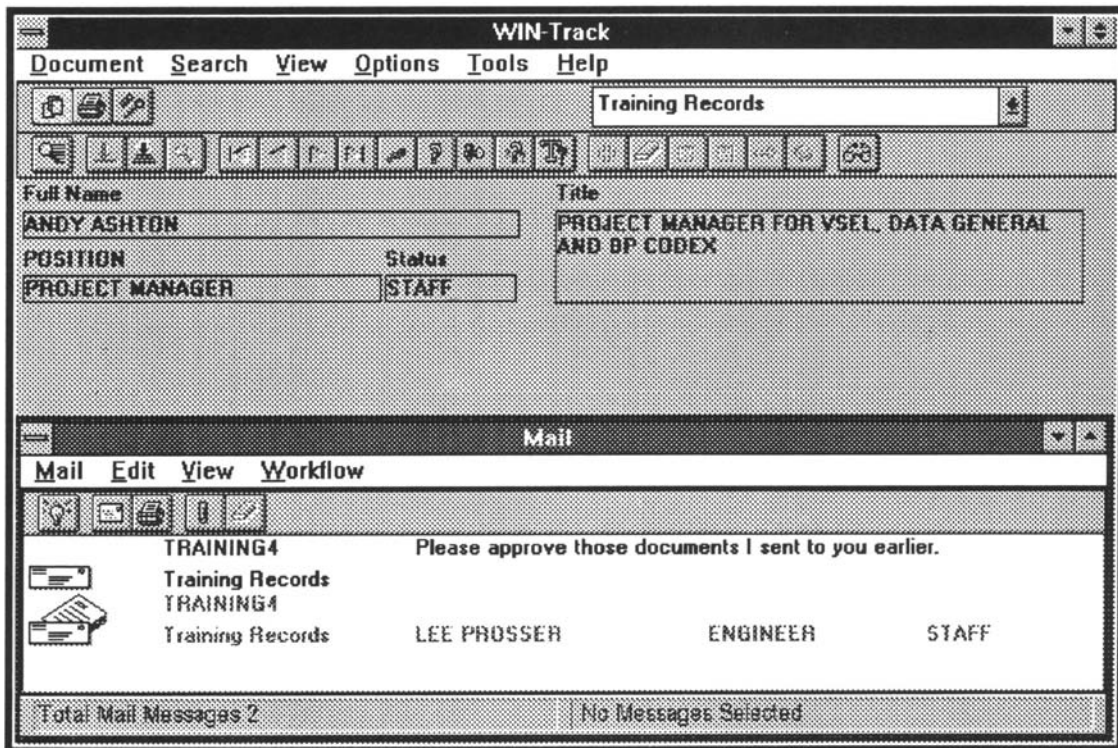 WIN-Track
Document Search View Options Tools Help
Training Records
Full Name
Title
ANDY ASHTON
PROJECT MANAGER FOR VSEL, DATA GENERAL
AND DP CODEX
POSITION
Status
PROJECT MANAGER
STAFF
Mail
Mail Edit View Workflow
TRAINING4 Please approve those documents I sent to you earlier.
Training Records
TRAINING4
Training Records LEE PROSSER ENGINEER STAFF
Total Mail Messages 2 No Messages Selected